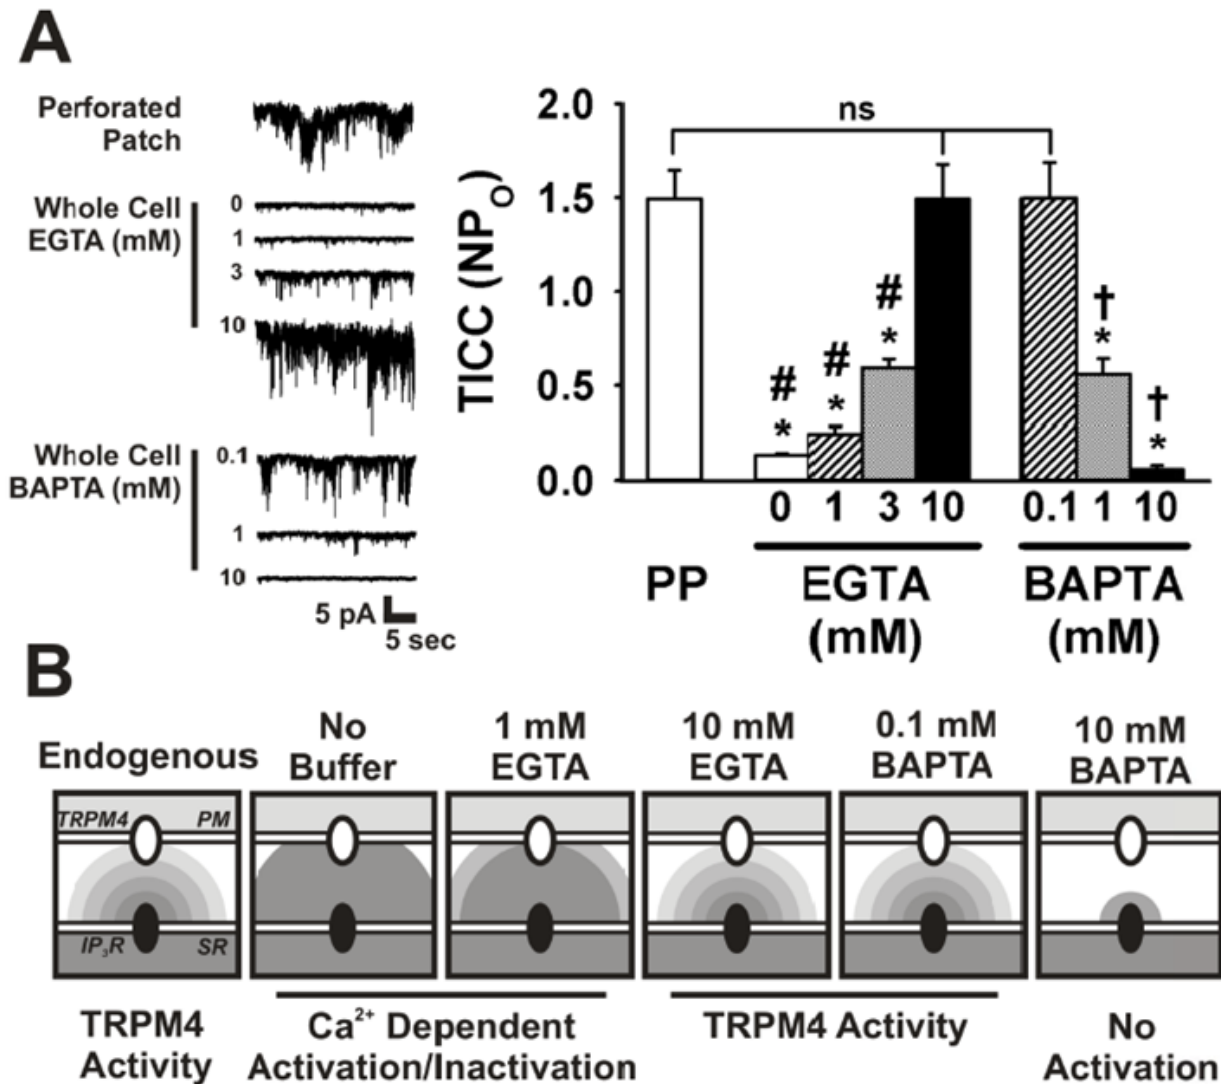 A
Perforated
Patch
Whole Cell
EGTA (mM)
0
1
3
10
Whole Cell
BAPTA (mM)
0.1
1
10
5 pA
5 sec
TICC (NPO)
2.0
1.5
1.0
0.5
0.0
ns
# # # †
* * * * † *
0 1 3 10 0.1 1 10
PP EGTA BAPTA
(mM) (mM)
B
Endogenous
No
Buffer
1 mM
EGTA
10 mM
EGTA
0.1 mM
BAPTA
10 mM
BAPTA
TRPM4 PM
IP3R SR
TRPM4
Activity
Ca2+ Dependent
Activation/Inactivation
TRPM4 Activity
No
Activation